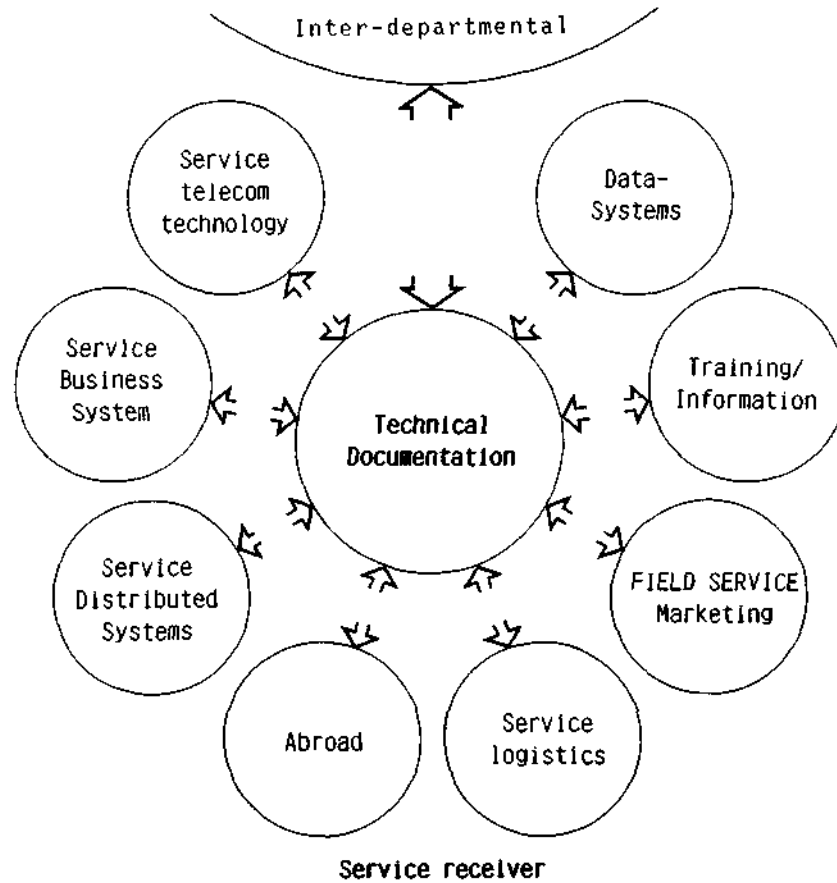 Inter-departmental
Service
telecom
technology
Data-
Systems
Service
Business
System
Training/
Information
Technical
Documentation
Service
Distributed
Systems
FIELD SERVICE
Marketing
Abroad
Service
logistics
Service receiver